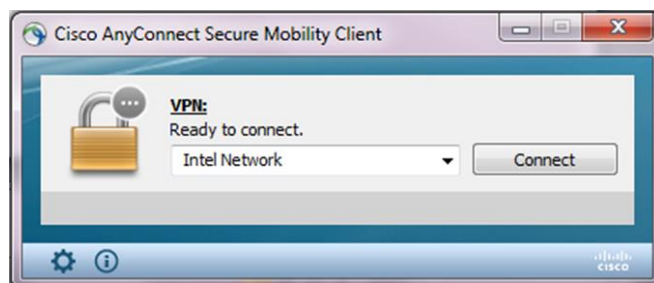 Cisco AnyConnect Secure Mobility Client
VPN:
Ready to connect.
Intel Network
Connect
CISCO